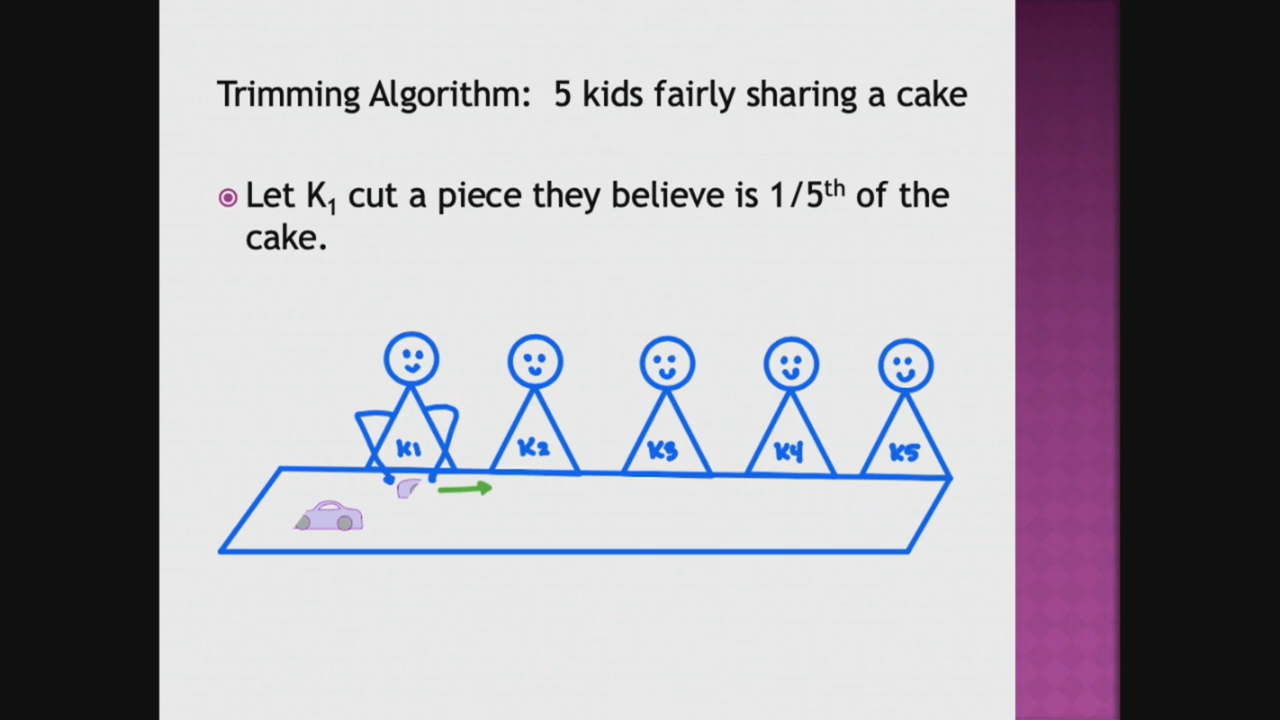 Trimming Algorithm: 5 kids fairly sharing a cake
Let K₁ cut a piece they believe is 1/5ᵗʰ of the
cake.
K1 K2 K3 K4 K5